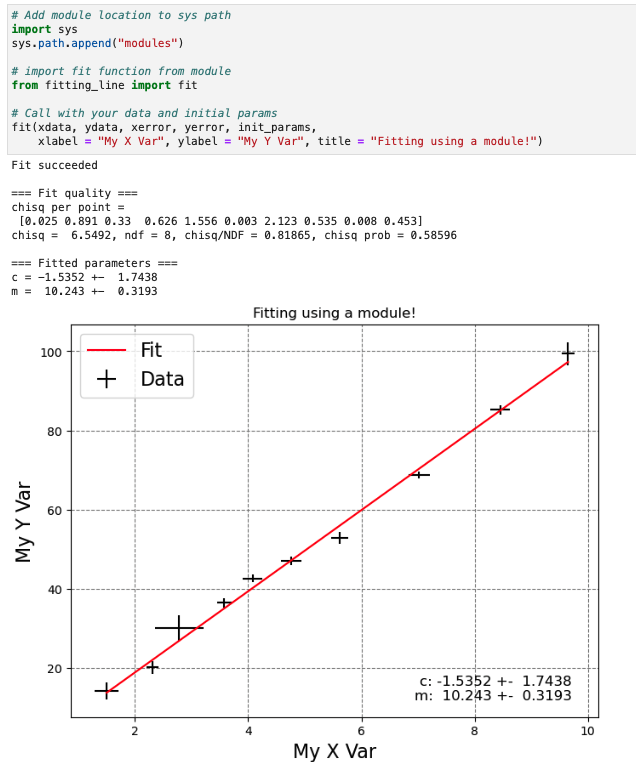 # Add module location to sys path
import sys
sys.path.append("modules")
# import fit function from module
from fitting_line import fit
# Call with your data and initial params
fit(xdata, ydata, xerror, yerror, init_params,
xlabel = "My X Var", ylabel = "My Y Var", title = "Fitting using a module!")
Fit succeeded
=== Fit quality ===
chisq per point =
[0.025 0.891 0.33  0.626 1.556 0.003 2.123 0.535 0.008 0.453]
chisq =  6.5492, ndf = 8, chisq/NDF = 0.81865, chisq prob = 0.58596
=== Fitted parameters ===
c = -1.5352 +-  1.7438
m =  10.243 +-  0.3193
Fitting using a module!
Fit
Data
100
80
60
40
20
My Y Var
c: -1.5352 +-  1.7438
m:  10.243 +-  0.3193
2
4
6
8
10
My X Var